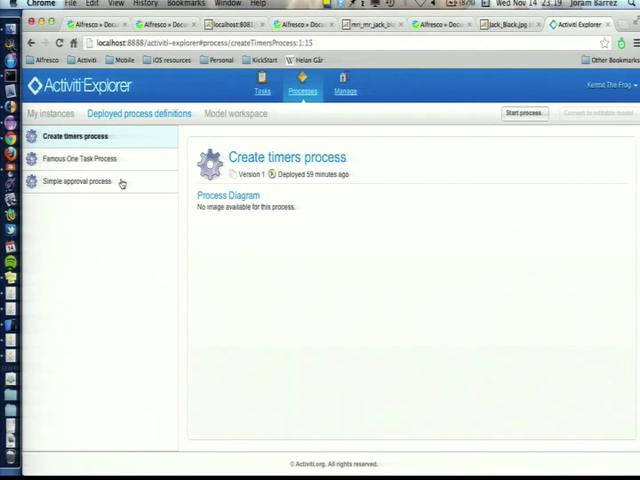 Chrome File Edit View History Bookmarks Window Help Wed Nov 14 23:19 Joram Barrez
Alfresco » Docu Alfresco » Docu localhost:8081 Alfresco » Docu mri_mr_jack_bl Alfresco » Docu Jack_Black.jpg Activiti Explorer
localhost:8888/activiti-explorer#process/createTimersProcess:1:15
Alfresco Activiti Mobile iOS resources Personal KickStart Helan Går Other Bookmarks
Activiti Explorer
Tasks Processes Manage
Kermit The Frog
My instances Deployed process definitions Model workspace
Start process Convert to editable model
Create timers process
Famous One Task Process
Simple approval process
Create timers process
Version 1 Deployed 59 minutes ago
Process Diagram
No image available for this process.
© Activiti.org. All rights reserved.